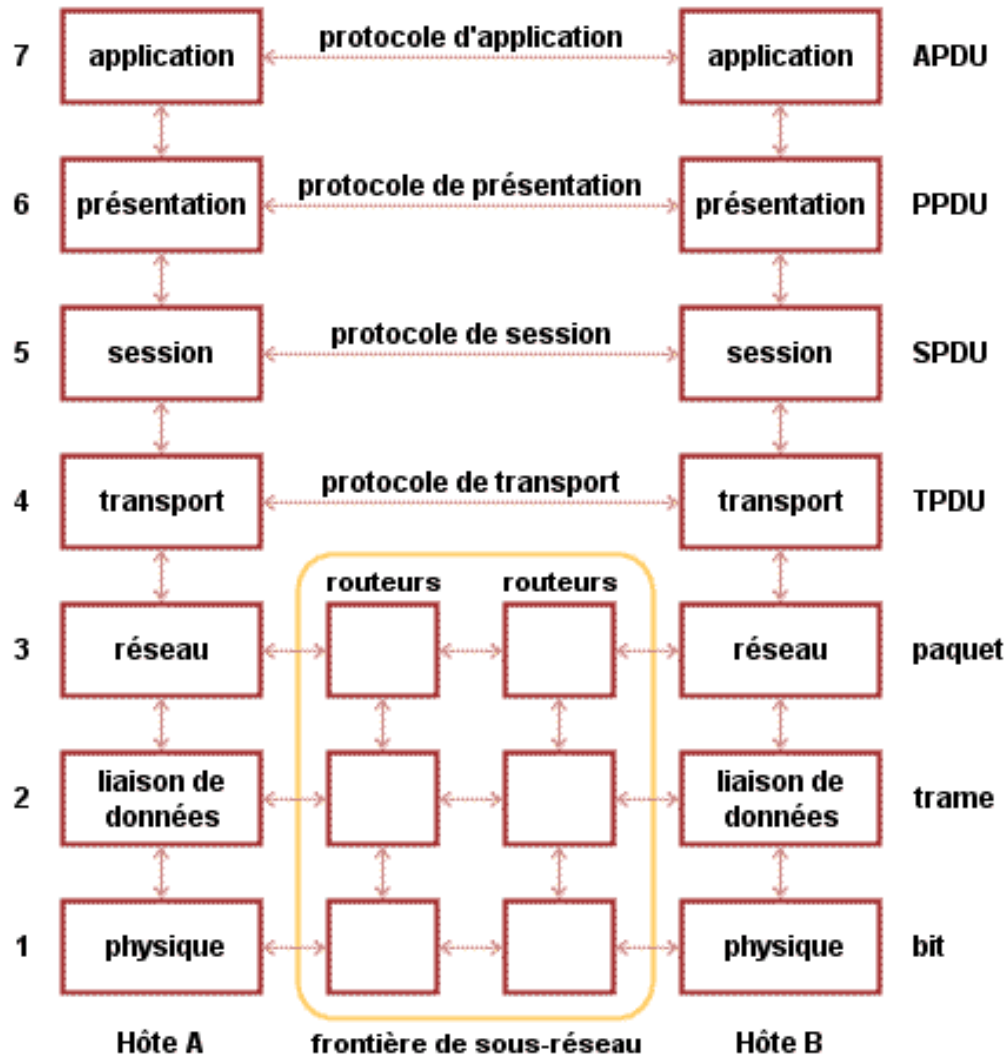 7 application protocole d'application application APDU
6 présentation protocole de présentation présentation PPDU
5 session protocole de session session SPDU
4 transport protocole de transport transport TPDU
routeurs routeurs
3 réseau réseau paquet
2 liaison de données liaison de données trame
1 physique physique bit
Hôte A frontière de sous-réseau Hôte B